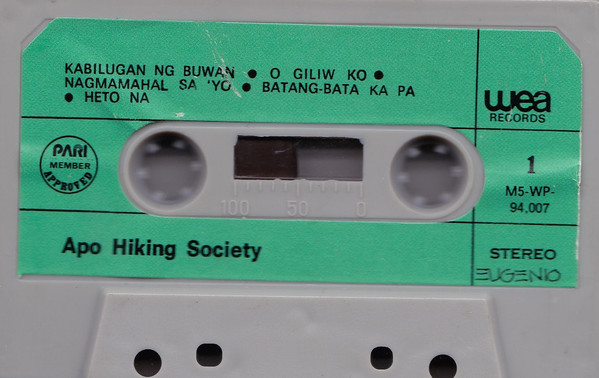 KABILUGAN NG BUWAN ● O GILIW KO ●
NAGMAMAHAL SA 'YO ● BATANG-BATA KA PA
● HETO NA
wea
RECORDS
PARI
MEMBER
APPROVED
1
M5-WP-
94,007
100 50 0
Apo Hiking Society
STEREO
EUGENIO